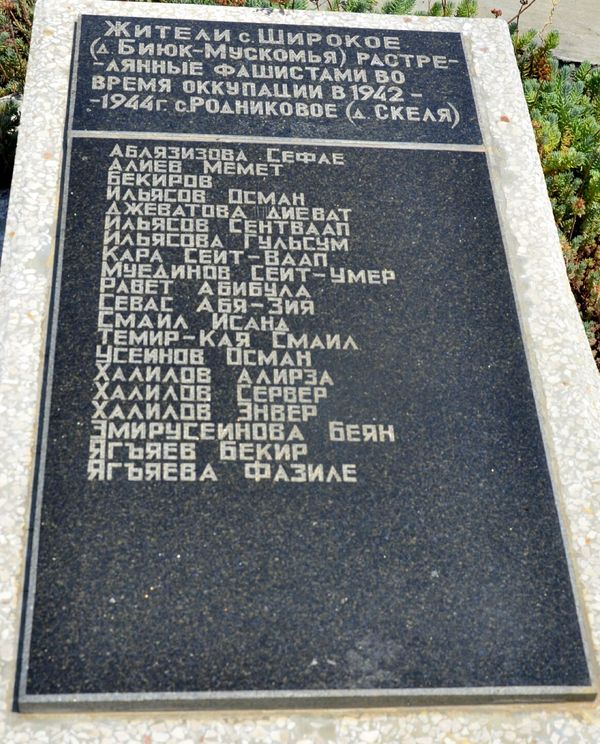 Жители с. Широкое
(д. Биюк-Мускомья) расстре-
-лянные фашистами во
время оккупации в 1942 -
-1944г. с. Родниковое (д. Скеля)
Аблязизова Сефае
Алиев Мемет
Бекиров
Ильясов Осман
Джеватова Диеват
Ильясов Сентваап
Ильясова Гульсум
Кара Сеит-Ваап
Муединов Сеит-Умер
Равет Абибула
Севас Абя-Зия
Смаил Исанд
Темир-Кая Смаил
Усеинов Осман
Халилов Алирза
Халилов Сервер
Халилов Энвер
Эмирусеинова Беян
Ягъяев Бекир
Ягъяева Фазиле